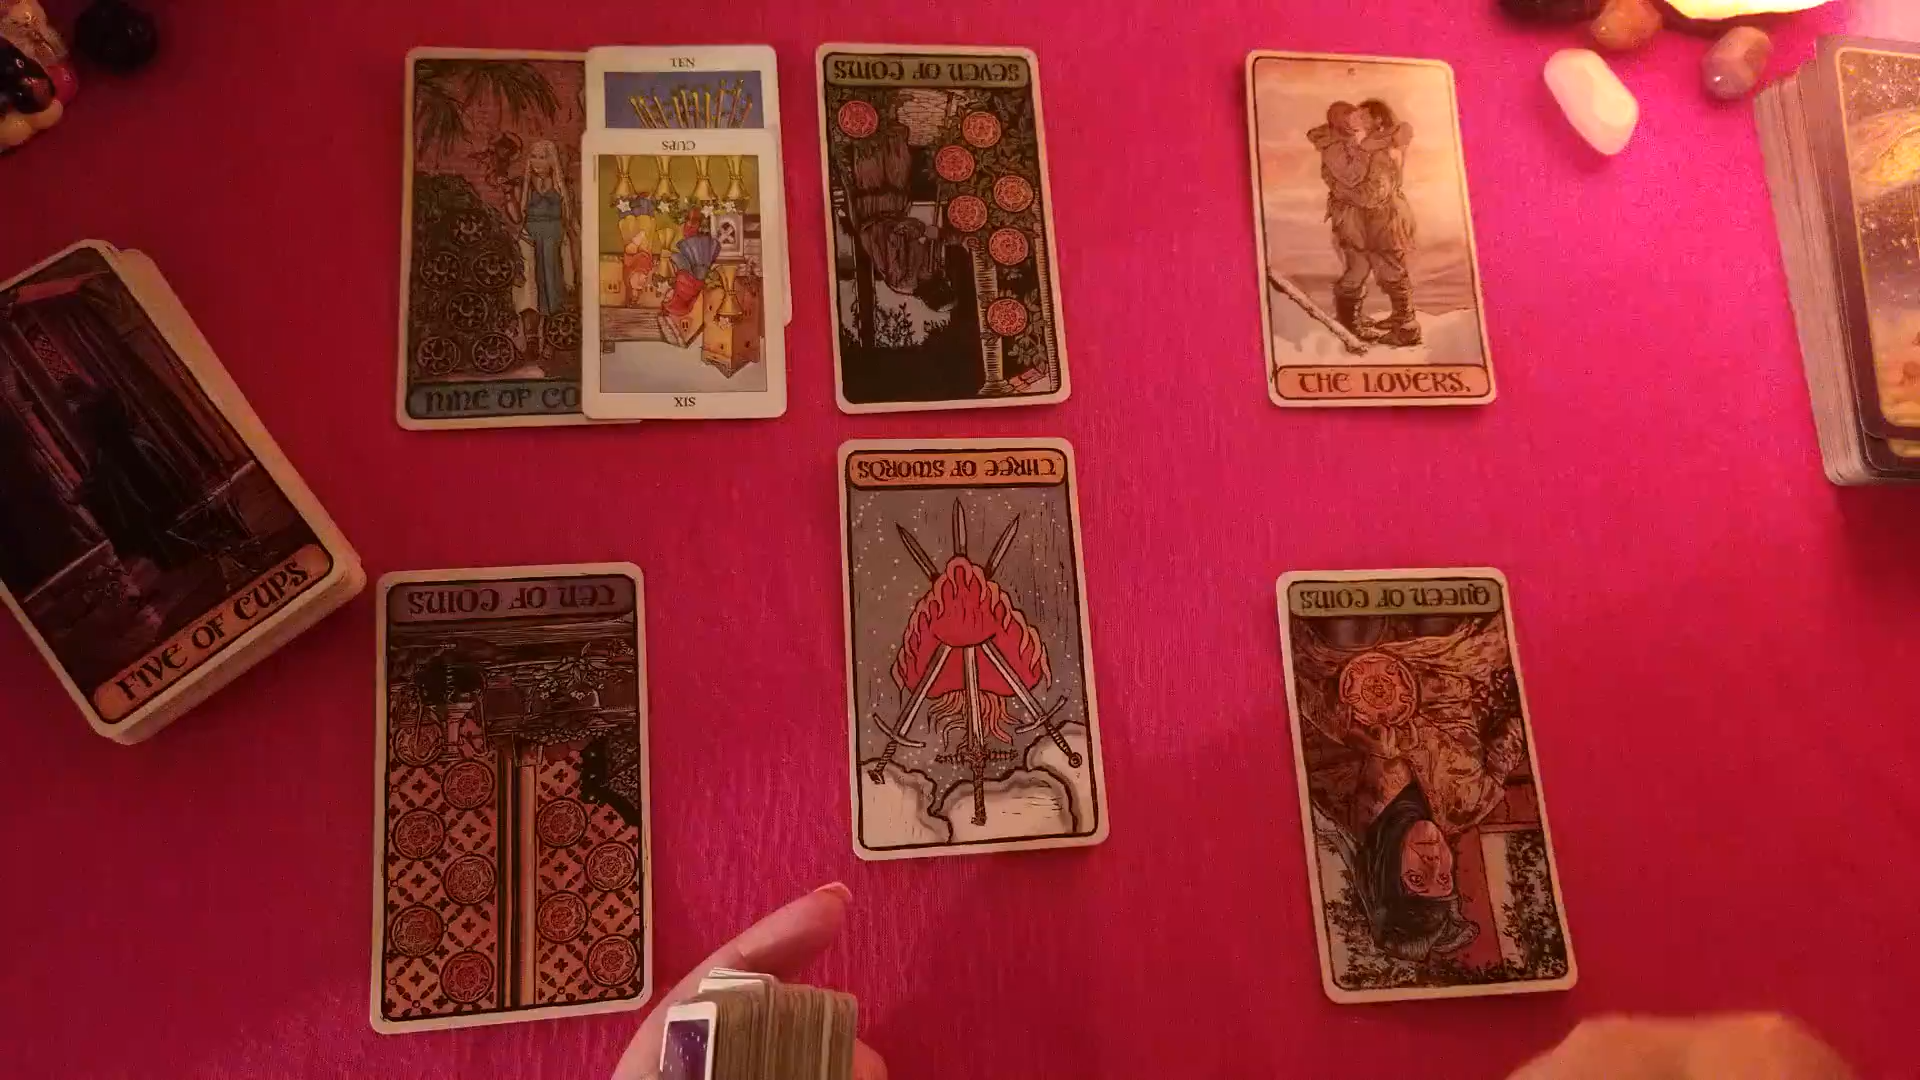 TEN
CUPS
SIX
NINE OF CO
SEVEN OF COINS
THE LOVERS.
FIVE OF CUPS.
TEN OF COINS
THREE OF SWORDS
QUEEN OF COINS